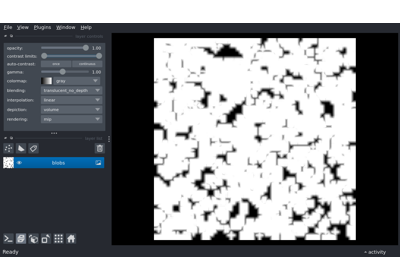 File View Plugins Window Help
opacity: 1.00
contrast limits:
auto-contrast: once continuous
gamma: 1.00
colormap: gray
blending: translucent_no_depth
interpolation: linear
depiction: volume
rendering: mip
blobs
Ready
activity